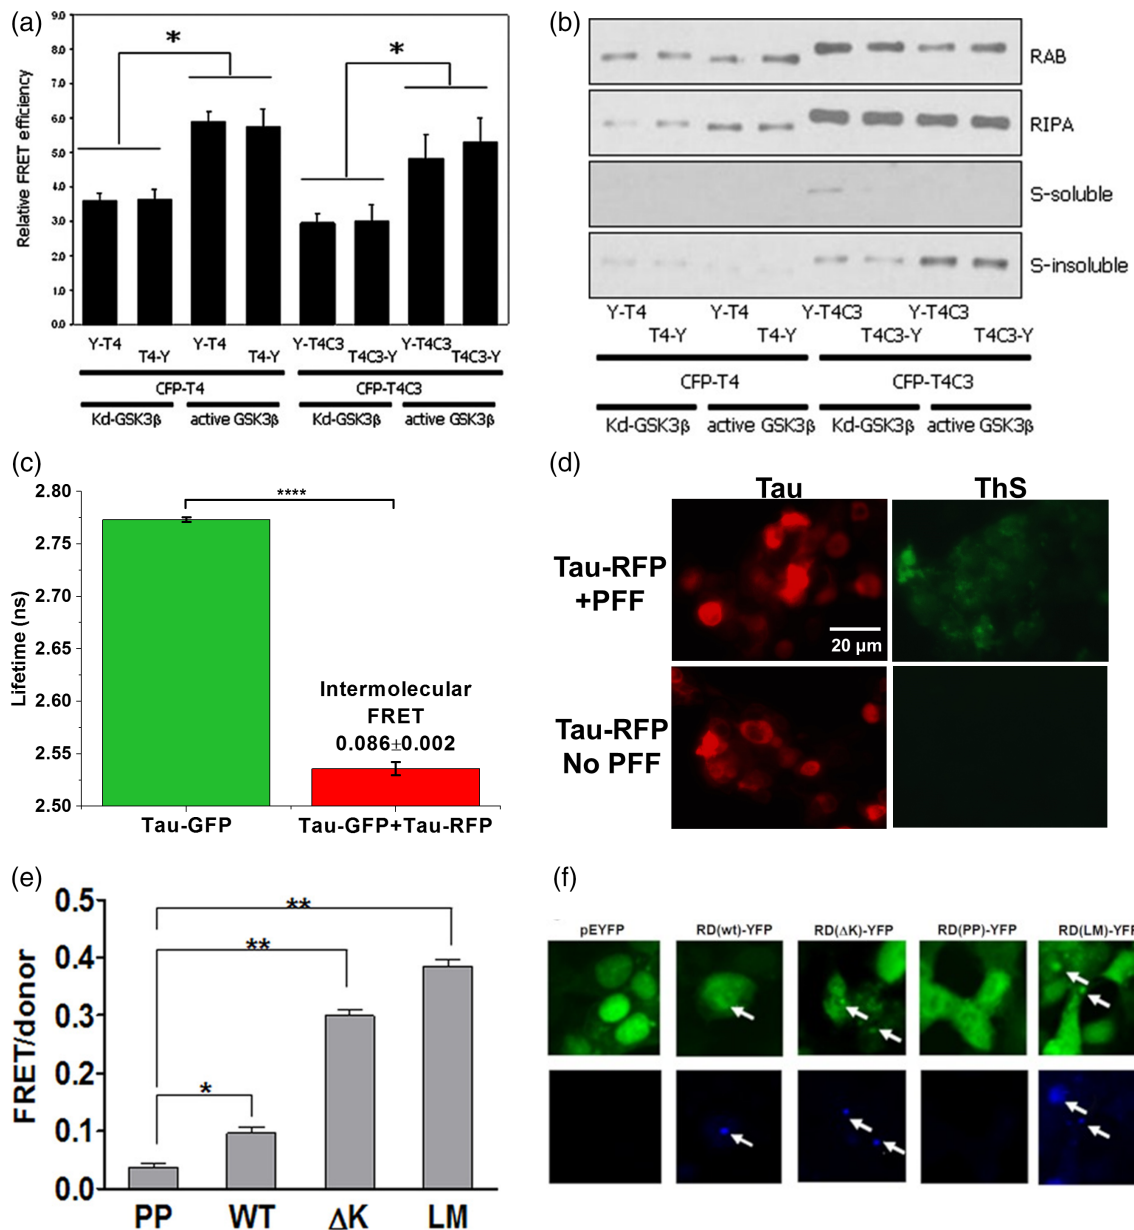 (a)
9.0
8.0
7.0
6.0
5.0
4.0
3.0
2.0
1.0
0.0
Relative FRET efficiency
*
*
Y-T4
T4-Y
Y-T4
T4-Y
Y-T4C3
T4C3-Y
Y-T4C3
T4C3-Y
CFP-T4
CFP-T4C3
Kd-GSK3β
active GSK3β
Kd-GSK3β
active GSK3β
(b)
RAB
RIPA
S-soluble
S-insoluble
Y-T4
T4-Y
Y-T4
T4-Y
Y-T4C3
T4C3-Y
Y-T4C3
T4C3-Y
CFP-T4
CFP-T4C3
Kd-GSK3β
active GSK3β
Kd-GSK3β
active GSK3β
(c)
2.80
2.75
2.70
2.65
2.60
2.55
2.50
Lifetime (ns)
****
Intermolecular
FRET
0.086±0.002
Tau-GFP
Tau-GFP+Tau-RFP
(d)
Tau
ThS
Tau-RFP
+PFF
20 μm
Tau-RFP
No PFF
(e)
0.5
0.4
0.3
0.2
0.1
0.0
FRET/donor
**
**
*
PP
WT
ΔK
LM
(f)
pEYFP
RD(wt)-YFP
RD(ΔK)-YFP
RD(PP)-YFP
RD(LM)-YFP